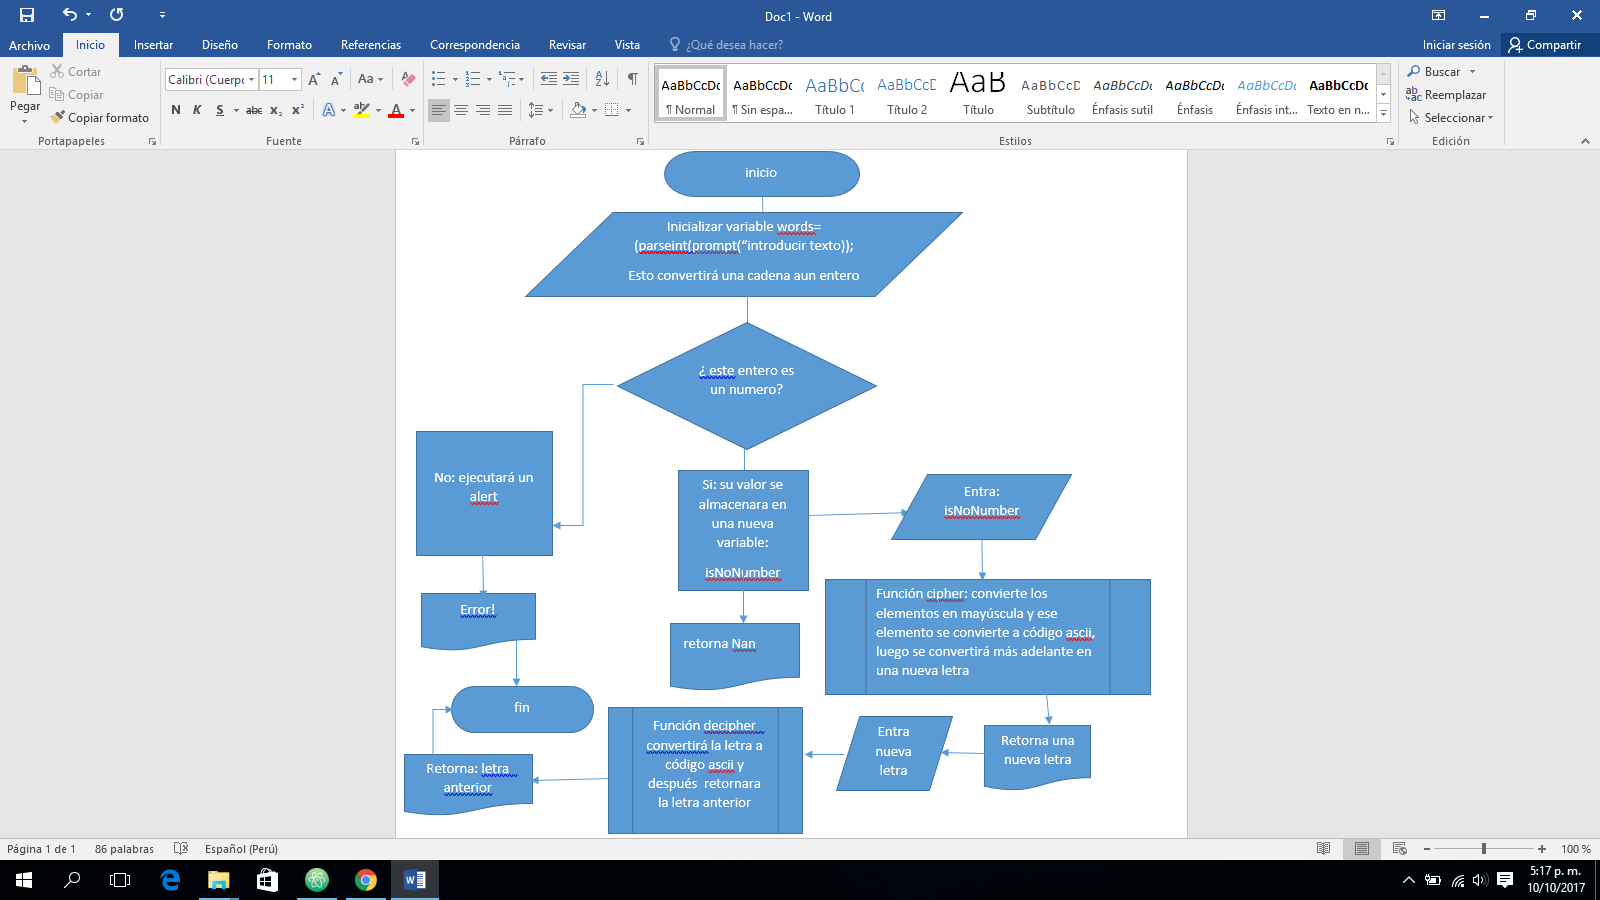 Doc1 - Word
Archivo
Inicio
Insertar
Diseño
Formato
Referencias
Correspondencia
Revisar
Vista
¿Qué desea hacer?
Iniciar sesión
Compartir
Pegar
Cortar
Copiar
Copiar formato
Portapapeles
Calibri (Cuerpo
11
Aa
N K S abc x₂ x²
A
A
Fuente
Párrafo
AaBbCcDc
¶ Normal
AaBbCcDc
¶ Sin espa...
AaBbCc
Título 1
AaBbCcD
Título 2
AaB
Título
AaBbCcD
Subtítulo
AaBbCcDc
Énfasis sutil
AaBbCcDc
Énfasis
AaBbCcDc
Énfasis int...
AaBbCcDc
Texto en n...
Estilos
Buscar
Reemplazar
Seleccionar
Edición
inicio
Inicializar variable words=
(parseint(prompt(“introducir texto));
Esto convertirá una cadena aun entero
¿ este entero es
un numero?
No: ejecutará un
alert
Si: su valor se
almacenara en
una nueva
variable:
isNoNumber
Entra:
isNoNumber
Error!
retorna Nan
Función cipher: convierte los
elementos en mayúscula y ese
elemento se convierte a código ascii,
luego se convertirá más adelante en
una nueva letra
fin
Función decipher
convertirá la letra a
código ascii y
después  retornara
la letra anterior
Entra
nueva
letra
Retorna una
nueva letra
Retorna: letra
anterior
Página 1 de 1
86 palabras
Español (Perú)
100 %
5:17 p. m.
10/10/2017